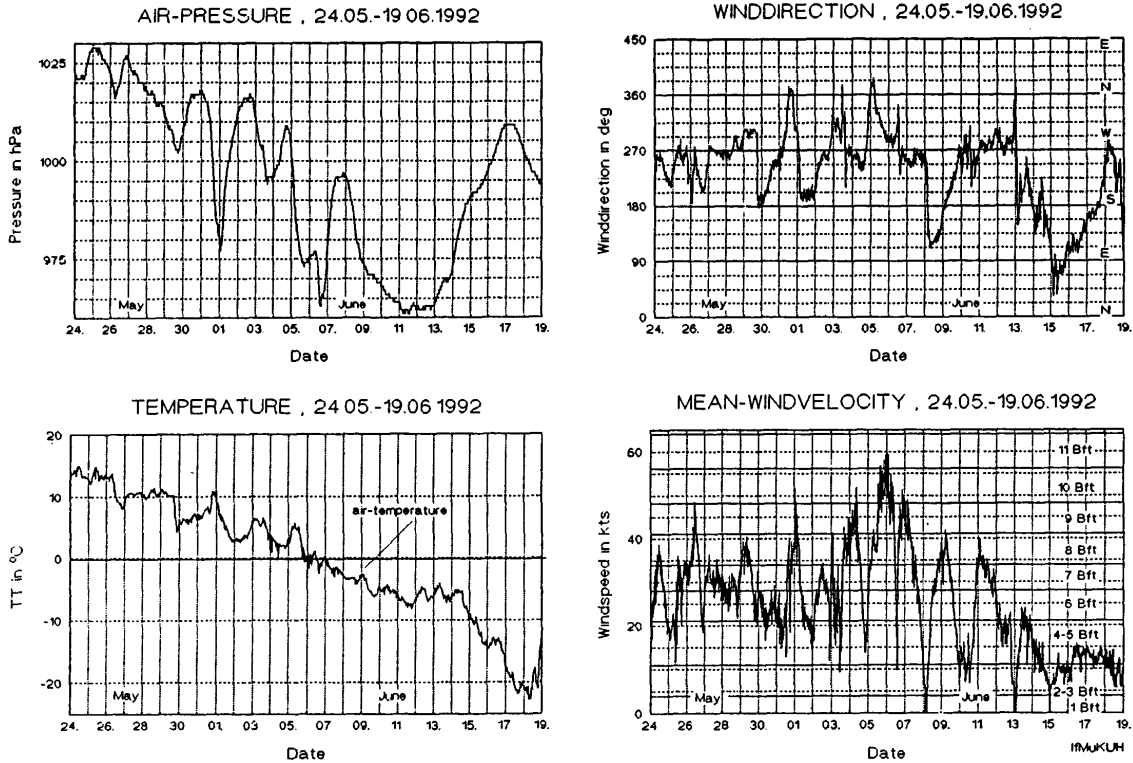 AIR-PRESSURE , 24.05.-19.06.1992
1025
1000
975
Pressure in hPa
May
June
24. 26. 28. 30 01. 03. 05. 07. 09. 11 13. 15. 17 19.
Date
WINDDIRECTION , 24.05.-19.06.1992
450
360
270
180
90
0
Winddirection in deg
E
N
W
S
E
N
May
June
24. 26. 28. 30. 01 03. 05. 07. 09. 11. 13. 15 17. 19.
Date
TEMPERATURE , 24 05.-19.06 1992
20
10
0
-10
-20
TT in °C
air-temperature
May
June
24. 26. 28. 30 01. 03. 05. 07. 09. 11. 13. 15. 17. 19.
Date
MEAN-WINDVELOCITY , 24.05.-19.06.1992
60
40
20
0
Windspeed in kts
11 Bft
10 Bft
9 Bft
8 Bft
7 Bft
6 Bft
4-5 Bft
2-3 Bft
1 Bft
May
June
24. 26. 28. 30. 01 03. 05. 07. 09. 11. 13. 15 17. 19.
Date
IfMuKUH